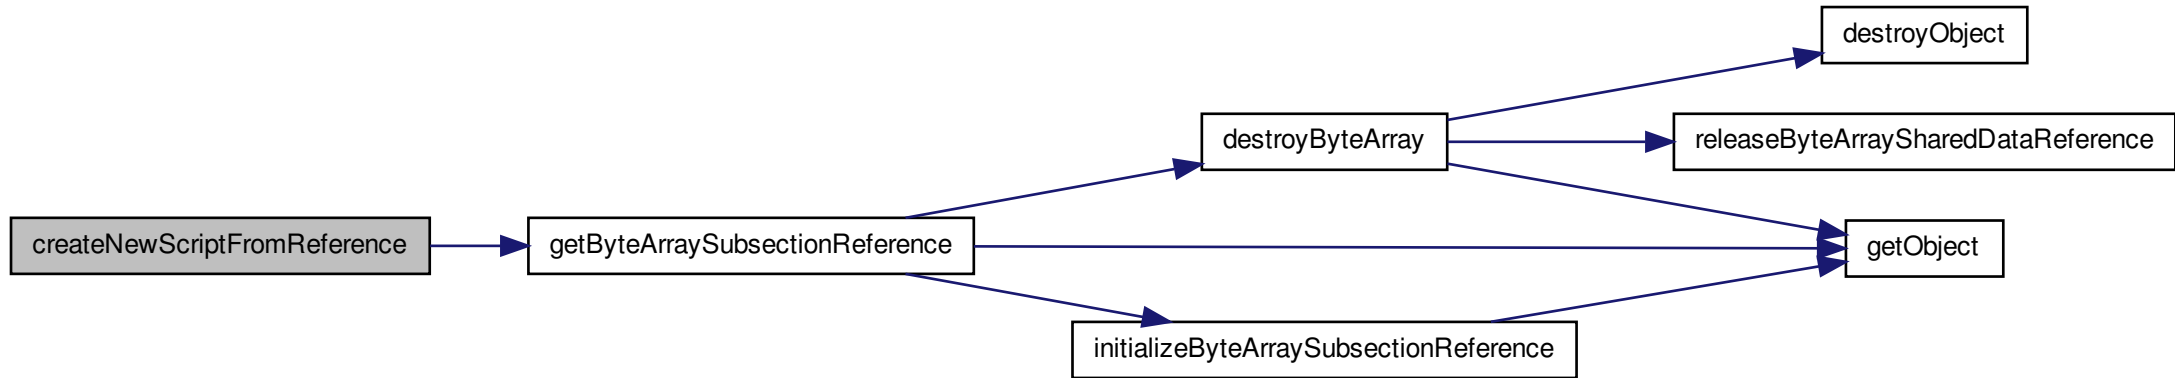 destroyObject
destroyByteArray
releaseByteArraySharedDataReference
createNewScriptFromReference
getByteArraySubsectionReference
getObject
initializeByteArraySubsectionReference